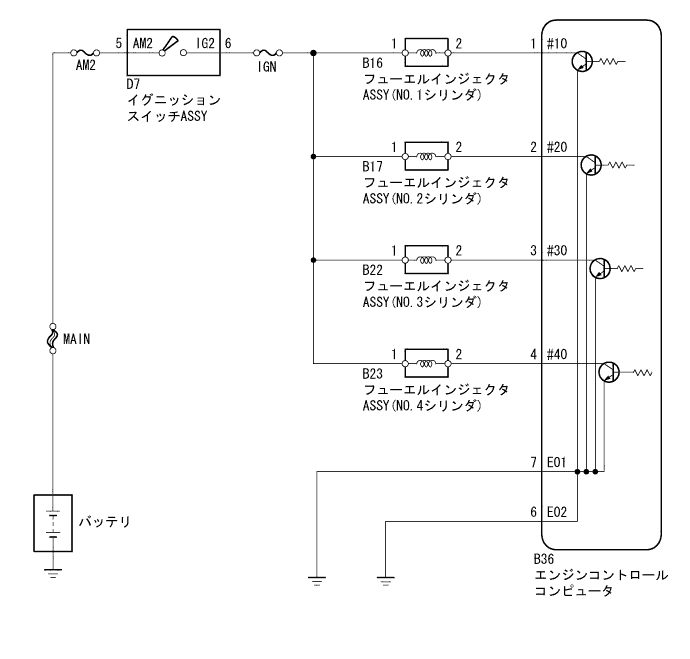 5 AM2 IG2 6
AM2
IGN
D7
イグニッション
スイッチASSY
1 2
B16
フューエルインジェクタ
ASSY(NO.1シリンダ)
1 #10
1 2
B17
フューエルインジェクタ
ASSY(NO.2シリンダ)
2 #20
1 2
B22
フューエルインジェクタ
ASSY(NO.3シリンダ)
3 #30
MAIN
1 2
B23
フューエルインジェクタ
ASSY(NO.4シリンダ)
4 #40
7 E01
6 E02
バッテリ
B36
エンジンコントロール
コンピュータ